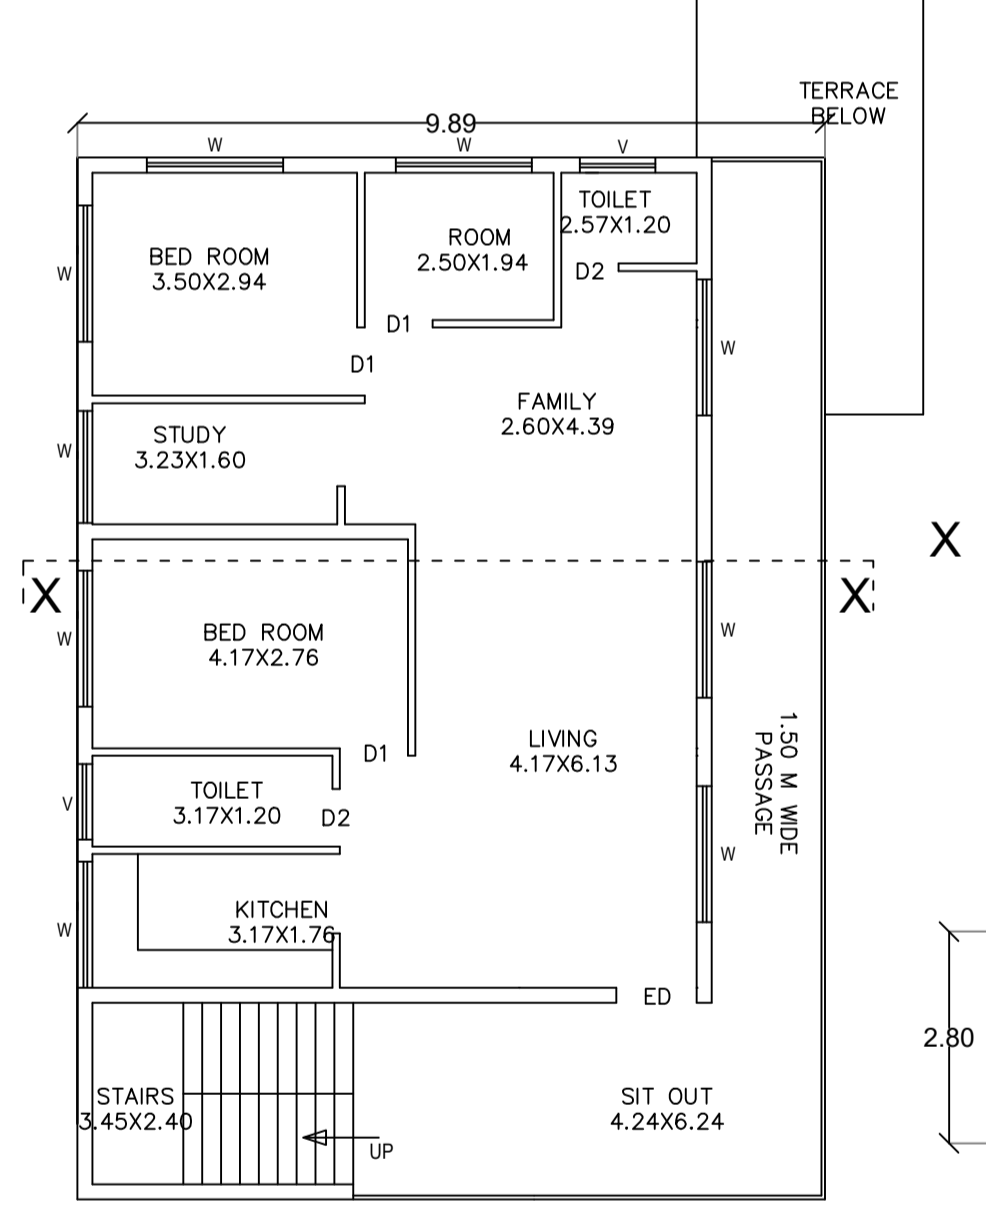 TERRACE
BELOW
9.89
W
W
V
TOILET
2.57X1.20
ROOM
2.50X1.94
BED ROOM
3.50X2.94
W
D2
D1
W
D1
FAMILY
2.60X4.39
STUDY
3.23X1.60
W
X
X
X
W
BED ROOM
4.17X2.76
W
LIVING
4.17X6.13
D1
1.50 M WIDE
PASSAGE
TOILET
3.17X1.20
V
D2
W
KITCHEN
3.17X1.76
W
ED
2.80
STAIRS
3.45X2.40
SIT OUT
4.24X6.24
UP